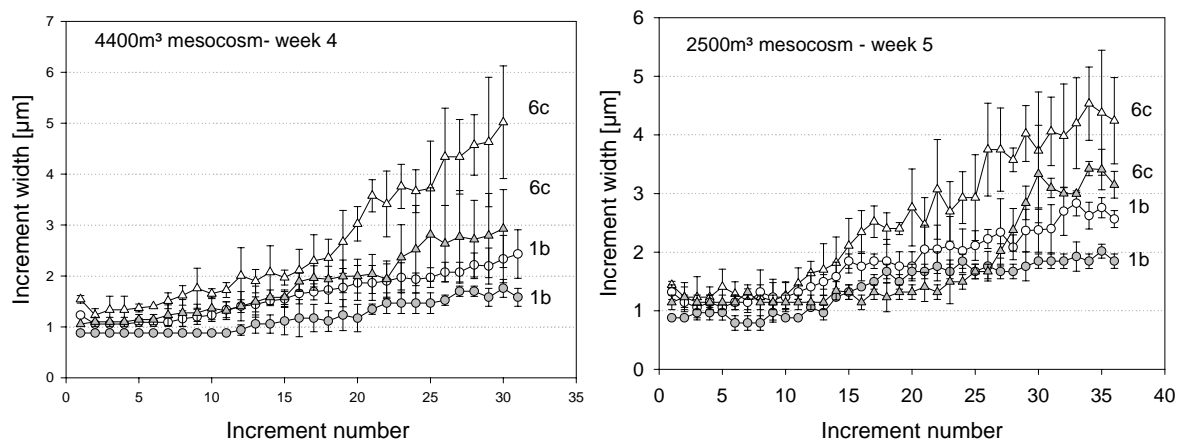 4400m³ mesocosm- week 4
Increment width [µm]
7
6
5
4
3
2
1
0
6c
6c
1b
1b
0 5 10 15 20 25 30 35
Increment number
2500m³ mesocosm - week 5
Increment width [µm]
6
5
4
3
2
1
0
6c
6c
1b
1b
0 5 10 15 20 25 30 35 40
Increment number